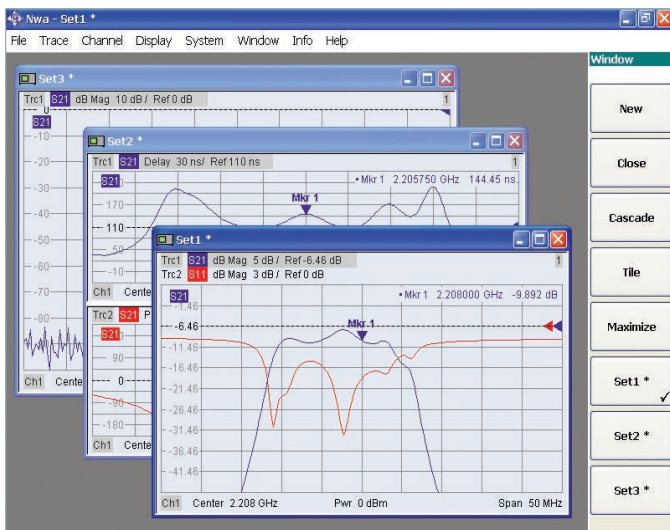 Nwa - Set1 *
File Trace Channel Display System Window Info Help
Window
New
Close
Cascade
Tile
Maximize
Set1 *
Set2 *
Set3 *
Set3 *
Trc1 S21 dB Mag 10 dB / Ref 0 dB 1
S21
-10
-20
-30
-40
-50
-60
-70
-80
Ch1 Cente
Set2 *
Trc1 S21 Delay 30 ns/ Ref 110 ns 1
S21
•Mkr 1 2.205750 GHz 144.45 ns
170
Mkr 1
110
50
-10
Ch1 Cente
Trc2 S21 P
S21
90
0
-90
-180
Ch1 Cente
Set1 *
Trc1 S21 dB Mag 5 dB / Ref -6.46 dB 1
Trc2 S11 dB Mag 3 dB / Ref 0 dB
S21
•Mkr 1 2.208000 GHz -9.892 dB
-1.46
-6.46
Mkr 1
-11.46
-16.46
-21.46
-26.46
-31.46
-36.46
-41.46
Ch1 Center 2.208 GHz Pwr 0 dBm Span 50 MHz